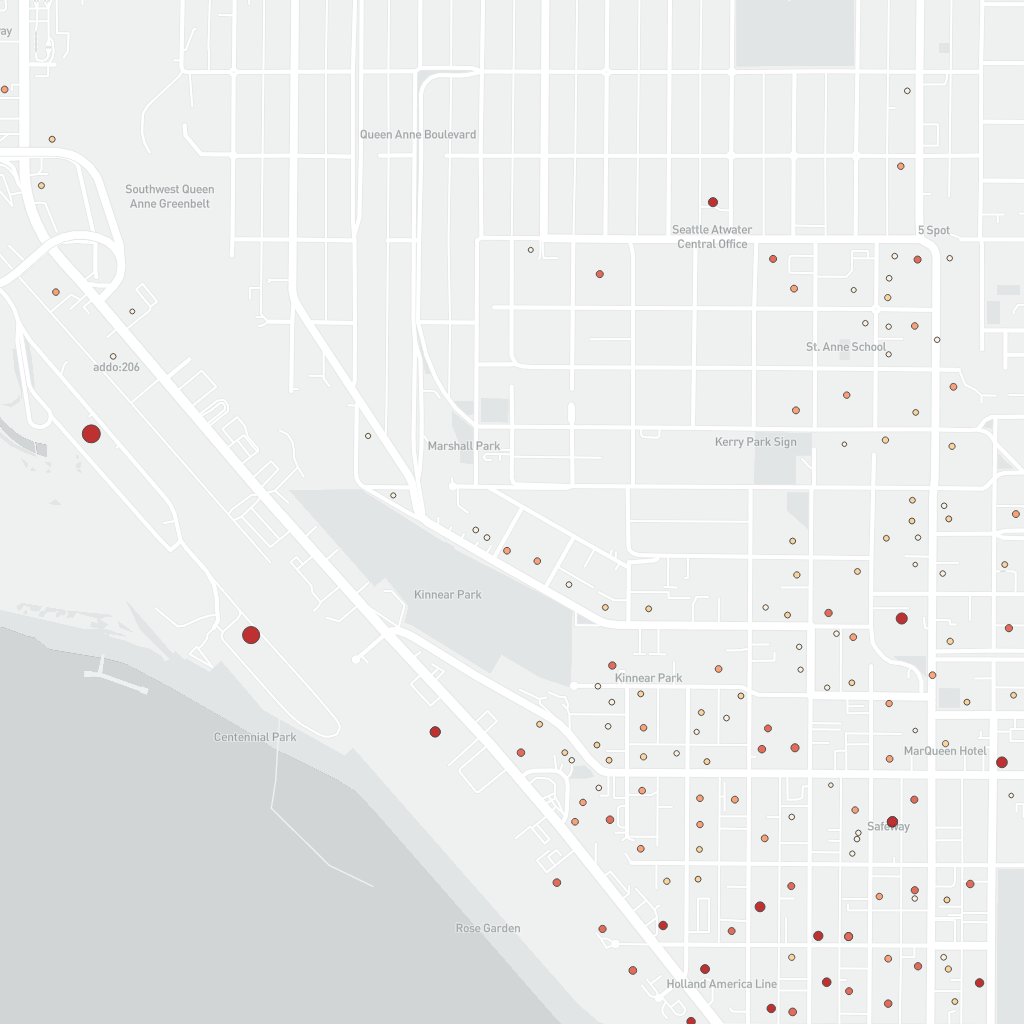 ay
Queen Anne Boulevard
Southwest Queen
Anne Greenbelt
Seattle Atwater
Central Office
5 Spot
St. Anne School
addo:206
Marshall Park
Kerry Park Sign
Kinnear Park
Kinnear Park
Centennial Park
MarQueen Hotel
Safeway
Rose Garden
Holland America Line